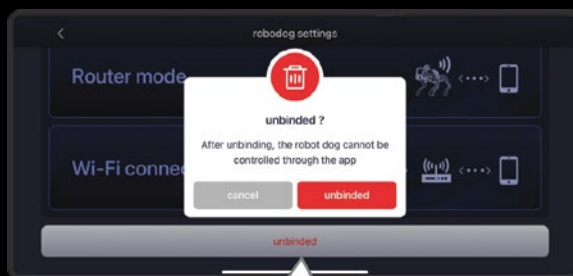 robodog settings
Router mode
unbinded ?
After unbinding, the robot dog cannot be
controlled through the app
Wi-Fi conne
cancel
unbinded
unbinded